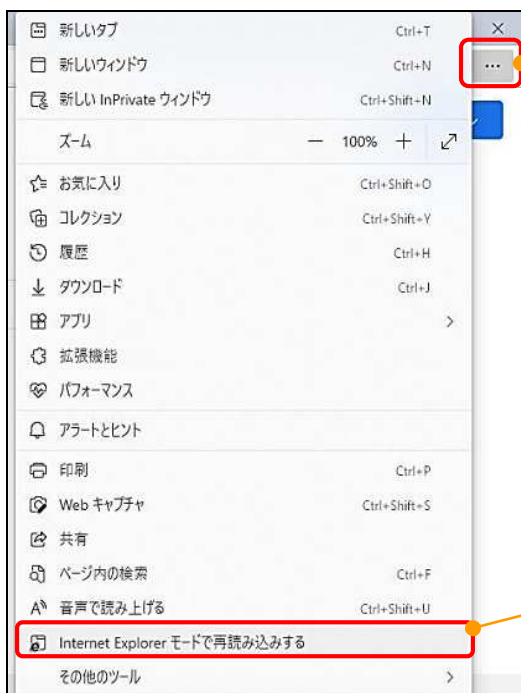 新しいタブ Ctrl+T
新しいウィンドウ Ctrl+N
新しい InPrivate ウィンドウ Ctrl+Shift+N
ズーム — 100% +
お気に入り Ctrl+Shift+O
コレクション Ctrl+Shift+Y
履歴 Ctrl+H
ダウンロード Ctrl+J
アプリ
拡張機能
パフォーマンス
アラートとヒント
印刷 Ctrl+P
Web キャプチャ Ctrl+Shift+S
共有
ページ内の検索 Ctrl+F
音声で読み上げる Ctrl+Shift+U
Internet Explorer モードで再読み込みする
その他のツール